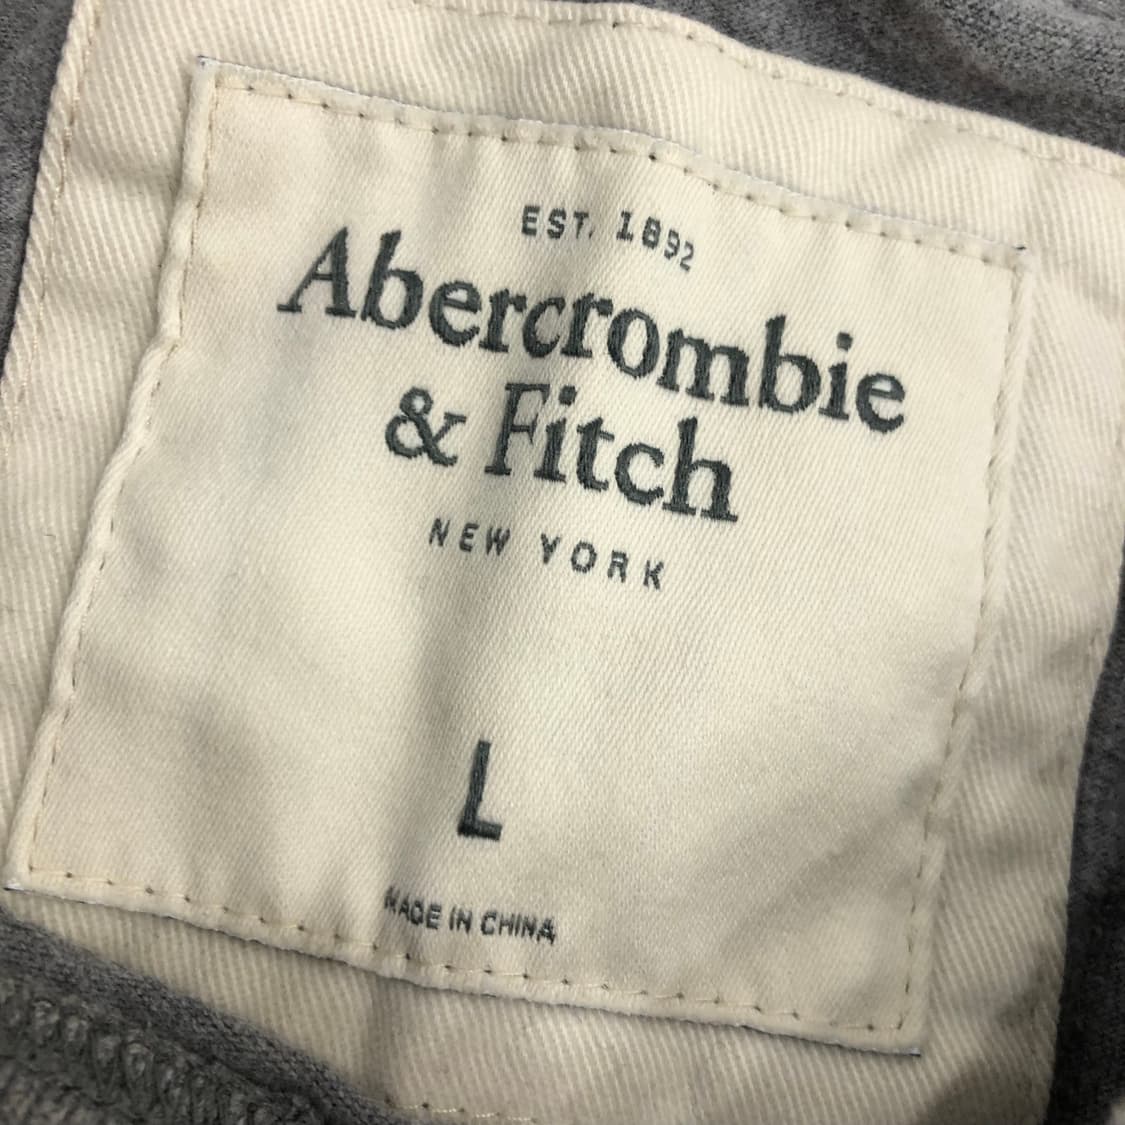 EST. 1892
Abercrombie
& Fitch
NEW YORK
L
MADE IN CHINA